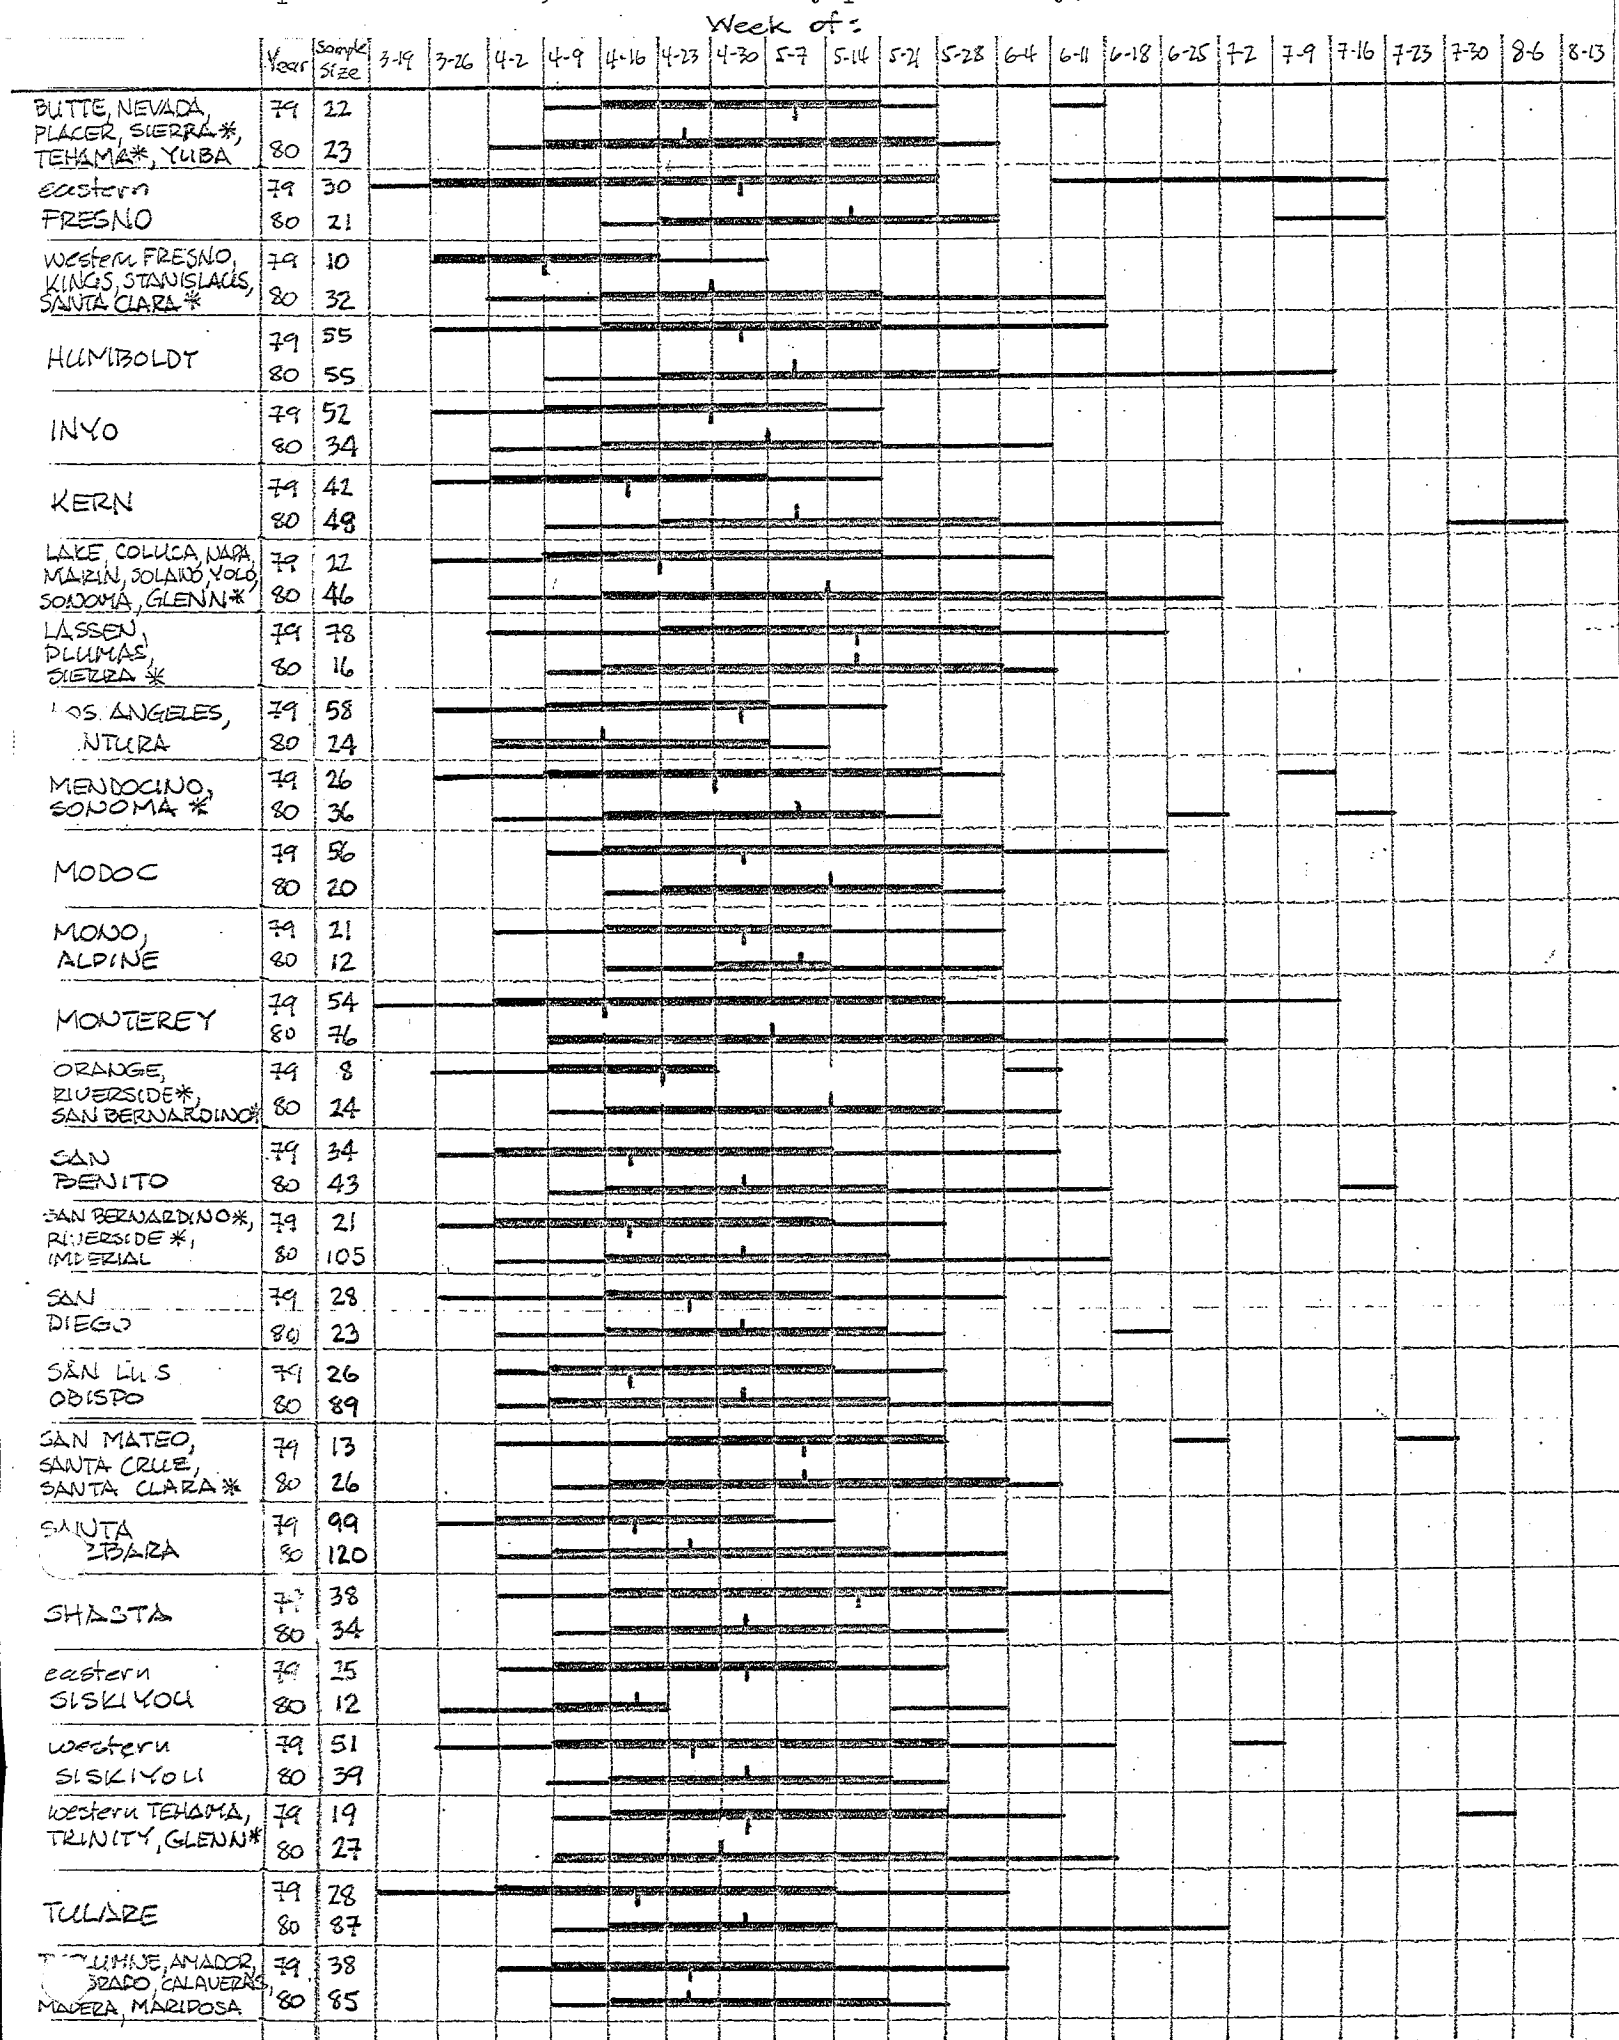 Week of:
Year Sample Size 3-19 3-26 4-2 4-9 4-16 4-23 4-30 5-7 5-14 5-21 5-28 6-4 6-11 6-18 6-25 7-2 7-9 7-16 7-23 7-30 8-6 8-13
BUTTE, NEVADA, 79 22
PLACER, SIERRA*,
TEHAMA*, YUBA 80 23
eastern 79 30
FRESNO 80 21
western FRESNO, 79 10
KINGS, STANISLAUS,
SANTA CLARA* 80 32
HUMBOLDT
79 55
80 55
INYO
79 52
80 34
KERN
79 42
80 48
LAKE, COLUCA, NAPA, 79 22
MARIN, SOLANO, YOLO,
SONOMA, GLENN* 80 46
LASSEN, 79 78
PLUMAS,
SIERRA* 80 16
LOS ANGELES, 79 58
NTURA 80 24
MENDOCINO, 79 26
SONOMA* 80 36
MODOC
79 56
80 20
MONO, 79 21
ALPINE 80 12
MONTEREY
79 54
80 76
ORANGE, 79 8
RIVERSIDE*,
SAN BERNARDINO* 80 24
SAN 79 34
BENITO 80 43
SAN BERNARDINO*, 79 21
RIVERSIDE*,
IMPERIAL 80 105
SAN 79 28
DIEGO 80 23
SAN LUIS 79 26
OBISPO 80 89
SAN MATEO, 79 13
SANTA CRUZ,
SANTA CLARA* 80 26
SANTA 79 99
BARA 80 120
SHASTA
79 38
80 34
eastern 79 25
SISKIYOU 80 12
western 79 51
SISKIYOU 80 39
western TEHAMA, 79 19
TRINITY, GLENN* 80 27
TULARE
79 28
80 87
LUMNE, AMADOR, 79 38
DORADO, CALAVERAS,
MADERA, MARIPOSA 80 85